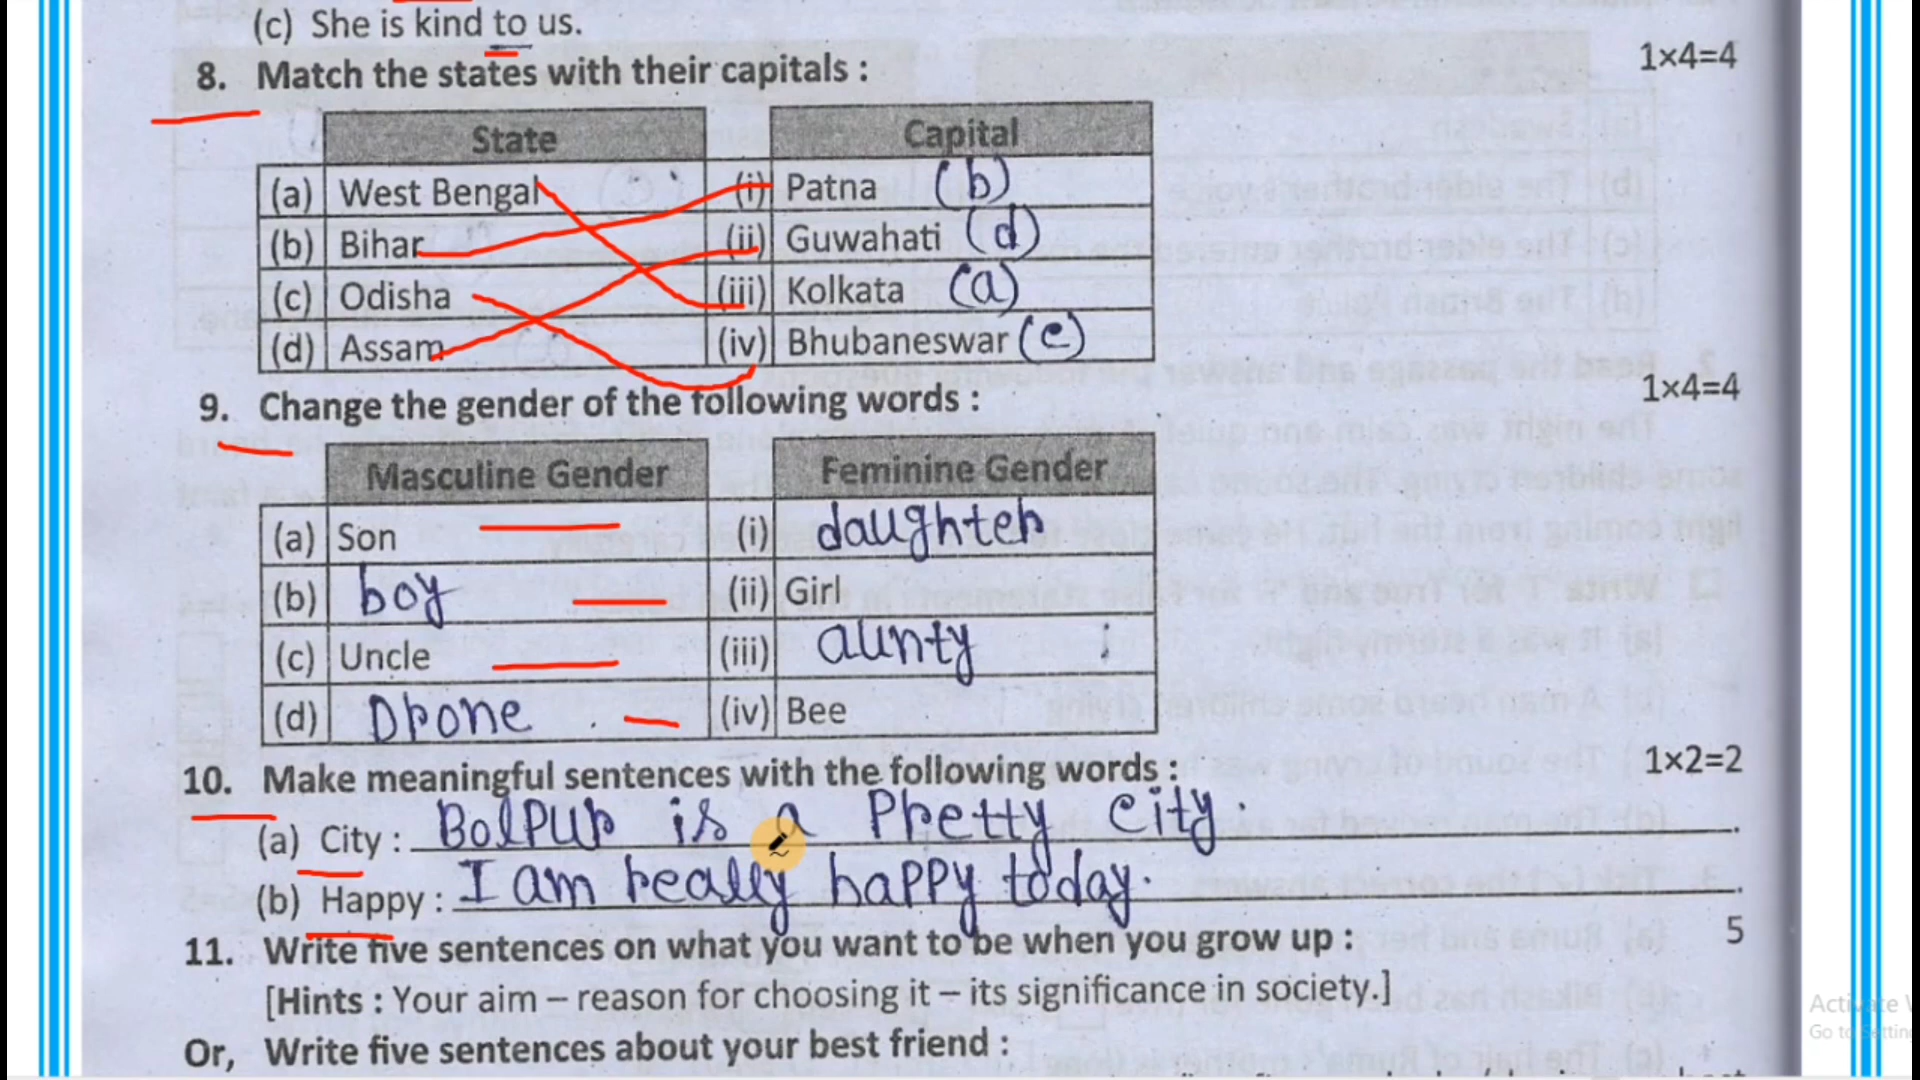 (c) She is kind to us.
8. Match the states with their capitals : 1×4=4
State Capital
(a) West Bengal (i) Patna (b)
(b) Bihar (ii) Guwahati (d)
(c) Odisha (iii) Kolkata (a)
(d) Assam (iv) Bhubaneswar (c)
9. Change the gender of the following words : 1×4=4
Masculine Gender Feminine Gender
(a) Son (i) daughter
(b) boy (ii) Girl
(c) Uncle (iii) aunty
(d) Drone (iv) Bee
10. Make meaningful sentences with the following words : 1×2=2
(a) City : Bolpur is a Pretty city.
(b) Happy : I am really happy today.
11. Write five sentences on what you want to be when you grow up : 5
[Hints : Your aim – reason for choosing it – its significance in society.]
Or, Write five sentences about your best friend :
Activate
Go to